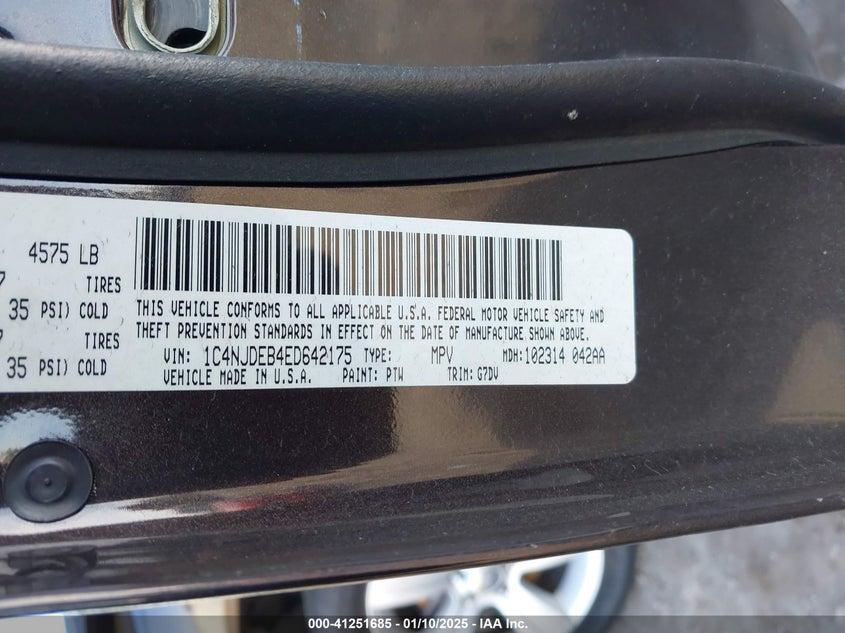 4575 LB
7 TIRES
35 PSI) COLD
7 TIRES
35 PSI) COLD
THIS VEHICLE CONFORMS TO ALL APPLICABLE U.S.A. FEDERAL MOTOR VEHICLE SAFETY AND
THEFT PREVENTION STANDARDS IN EFFECT ON THE DATE OF MANUFACTURE SHOWN ABOVE.
VIN: 1C4NJDEB4ED642175 TYPE: MPV MDH:102314 042AA
VEHICLE MADE IN U.S.A. PAINT: PTW TRIM: G7DV
000-41251685 - 01/10/2025 - IAA Inc.